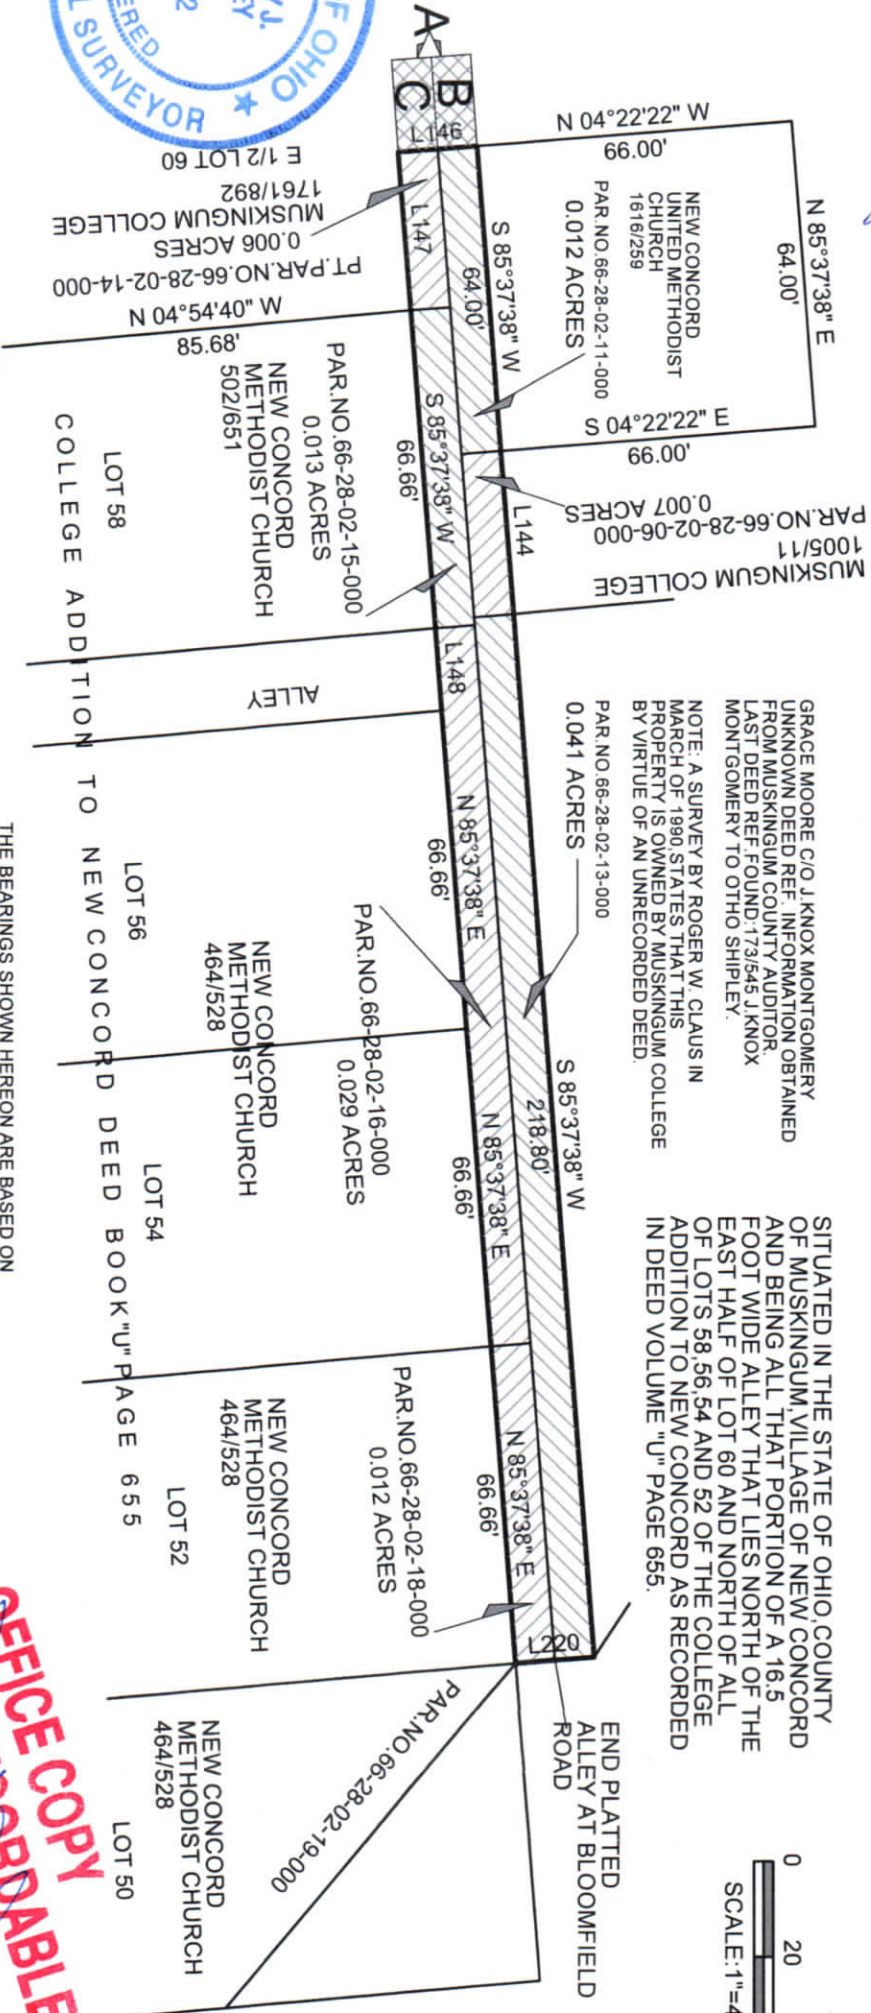 OHIO
SURVEYOR
A
B
C
L146
N 04°22'22" W
66.00'
N 85°37'38" E
64.00'
NEW CONCORD
UNITED METHODIST
CHURCH
1616/259
PAR.NO.66-28-02-11-000
0.012 ACRES
S 85°37'38" W
64.00'
S 04°22'22" E
66.00'
L144
MUSKINGUM COLLEGE
1005/11
PAR.NO.66-28-02-06-000
0.007 ACRES
PT.PAR.NO.66-28-02-14-000
0.006 ACRES
MUSKINGUM COLLEGE
1761/892
E 1/2 LOT 60
L147
N 04°54'40" W
85.68'
S 85°37'38" W
66.66'
PAR.NO.66-28-02-15-000
0.013 ACRES
NEW CONCORD
METHODIST CHURCH
502/651
LOT 58
L148
ALLEY
GRACE MOORE C/O J.KNOX MONTGOMERY
UNKNOWN DEED REF. INFORMATION OBTAINED
FROM MUSKINGUM COUNTY AUDITOR.
LAST DEED REF.FOUND:173/545 J.KNOX
MONTGOMERY TO OTHO SHIPLEY.
NOTE: A SURVEY BY ROGER W. CLAUS IN
MARCH OF 1990,STATES THAT THIS
PROPERTY IS OWNED BY MUSKINGUM COLLEGE
BY VIRTUE OF AN UNRECORDED DEED.
PAR.NO.66-28-02-13-000
0.041 ACRES
S 85°37'38" W
218.80'
N 85°37'38" E
66.66'
LOT 56
PAR.NO.66-28-02-16-000
0.029 ACRES
NEW CONCORD
METHODIST CHURCH
464/528
N 85°37'38" E
66.66'
LOT 54
N 85°37'38" E
66.66'
PAR.NO.66-28-02-18-000
0.012 ACRES
NEW CONCORD
METHODIST CHURCH
464/528
LOT 52
L220
END PLATTED
ALLEY AT BLOOMFIELD
ROAD
PAR.NO.66-28-02-19-000
NEW CONCORD
METHODIST CHURCH
464/528
LOT 50
COLLEGE ADDITION TO NEW CONCORD DEED BOOK "U" PAGE 655
SITUATED IN THE STATE OF OHIO,COUNTY
OF MUSKINGUM,VILLAGE OF NEW CONCORD
AND BEING ALL THAT PORTION OF A 16.5
FOOT WIDE ALLEY THAT LIES NORTH OF THE
EAST HALF OF LOT 60 AND NORTH OF ALL
OF LOTS 58,56,54 AND 52 OF THE COLLEGE
ADDITION TO NEW CONCORD AS RECORDED
IN DEED VOLUME "U" PAGE 655.
0 20
SCALE:1"=4
THE BEARINGS SHOWN HEREON ARE BASED ON
OFFICE COPY